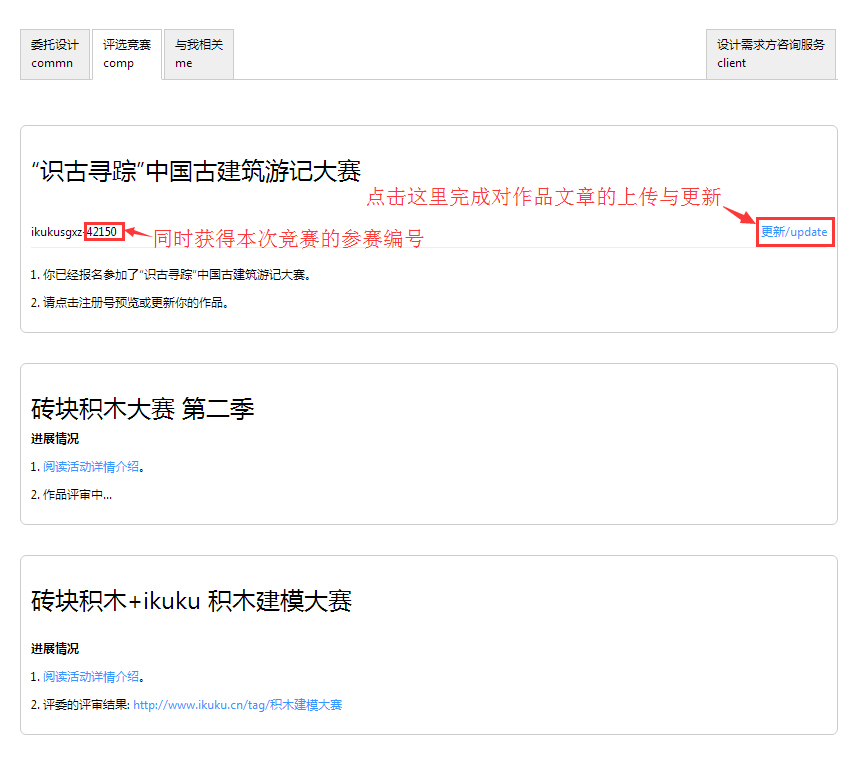 委托设计
commn
评选竞赛
comp
与我相关
me
设计需求方咨询服务
client
“识古寻踪”中国古建筑游记大赛
点击这里完成对作品文章的上传与更新
ikukusgxz-42150
同时获得本次竞赛的参赛编号
更新/update
1. 你已经报名参加了“识古寻踪”中国古建筑游记大赛。
2. 请点击注册号预览或更新你的作品。
砖块积木大赛 第二季
进展情况
1. 阅读活动详情介绍。
2. 作品评审中...
砖块积木+ikuku 积木建模大赛
进展情况
1. 阅读活动详情介绍。
2. 评委的评审结果: http://www.ikuku.cn/tag/积木建模大赛